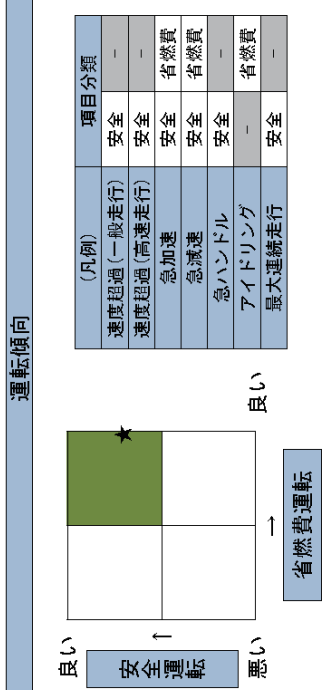 運転傾向
良い
↑
安全運転
悪い
良い
→
省燃費運転
(凡例) 項目分類
速度超過(一般走行) 安全 -
速度超過(高速走行) 安全 -
急加速 安全 省燃費
急減速 安全 省燃費
急ハンドル 安全 -
アイドリング - 省燃費
最大連続走行 安全 -